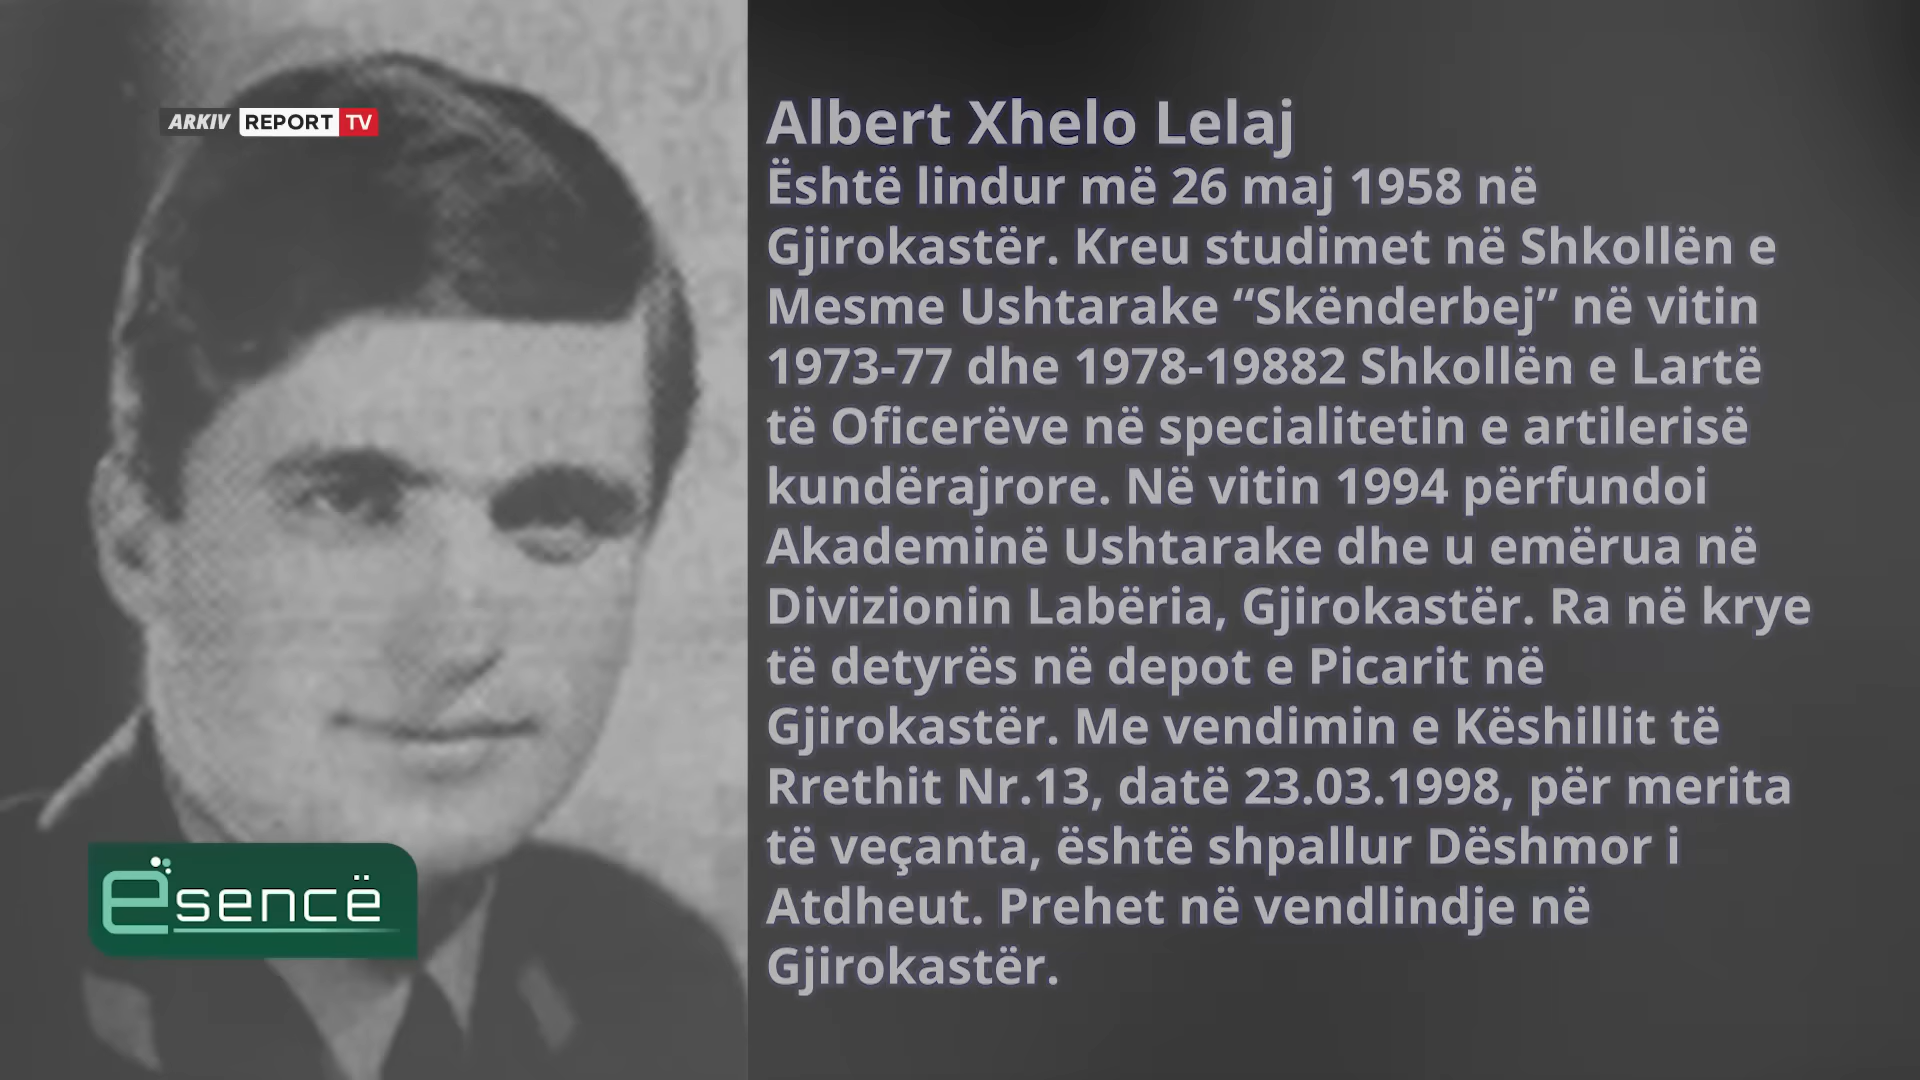 ARKIV REPORT TV
Albert Xhelo Lelaj
Është lindur më 26 maj 1958 në
Gjirokastër. Kreu studimet në Shkollën e
Mesme Ushtarake “Skënderbej” në vitin
1973-77 dhe 1978-19882 Shkollën e Lartë
të Oficerëve në specialitetin e artilerisë
kundërajrore. Në vitin 1994 përfundoi
Akademinë Ushtarake dhe u emërua në
Divizionin Labëria, Gjirokastër. Ra në krye
të detyrës në depot e Picarit në
Gjirokastër. Me vendimin e Këshillit të
Rrethit Nr.13, datë 23.03.1998, për merita
të veçanta, është shpallur Dëshmor i
Atdheut. Prehet në vendlindje në
Gjirokastër.
ësencë